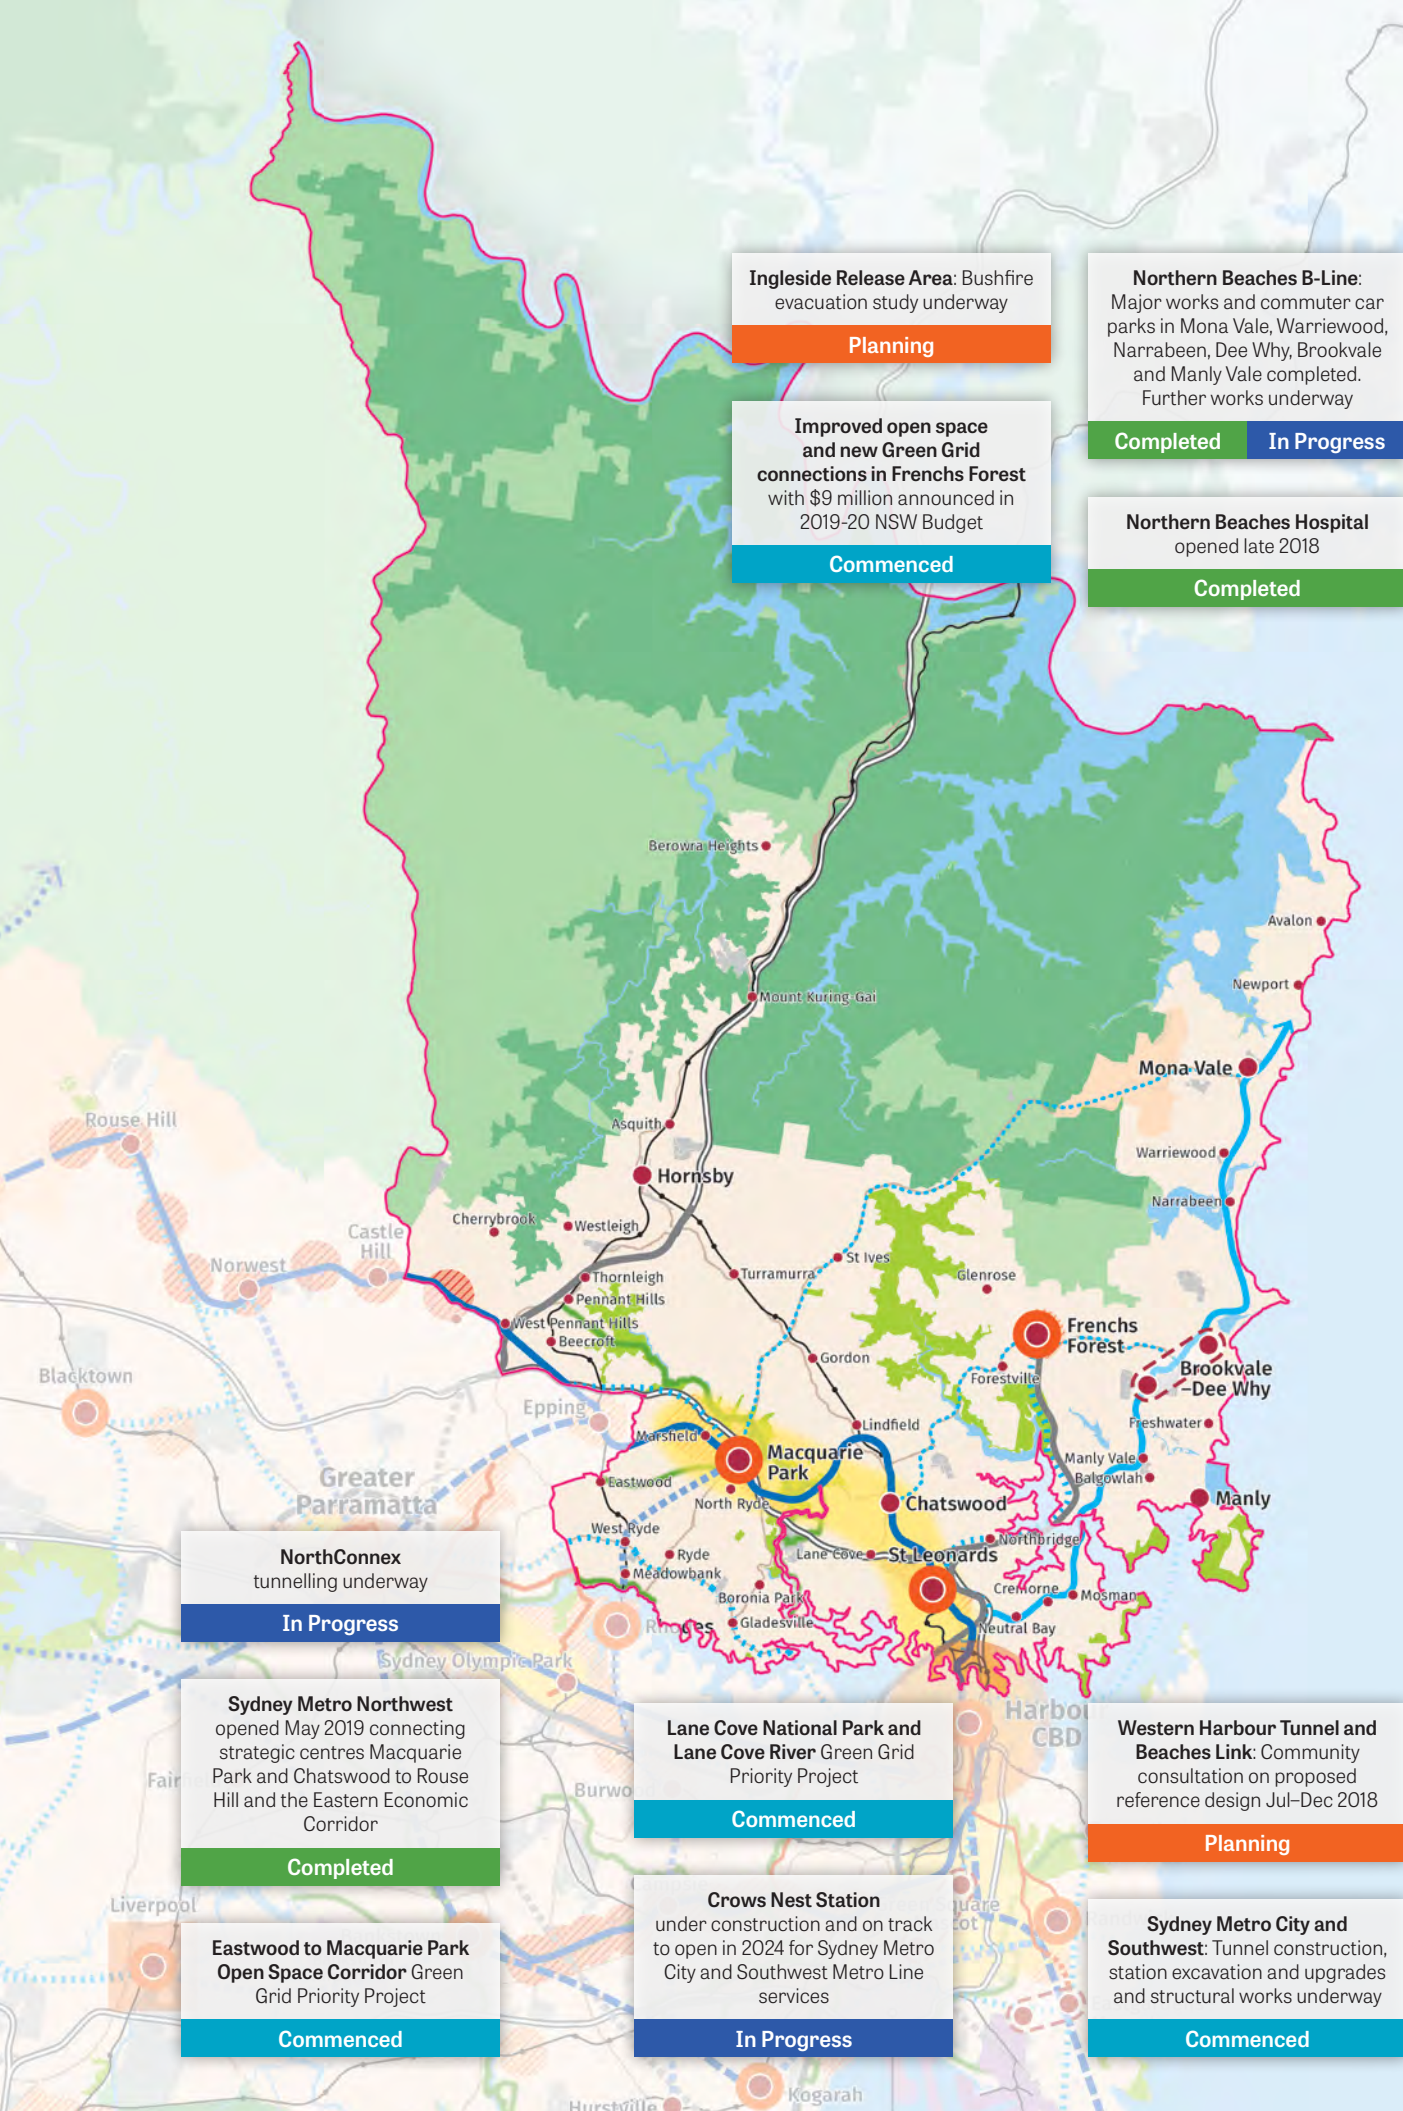 Ingleside Release Area: Bushfire
evacuation study underway
Planning
Northern Beaches B-Line:
Major works and commuter car
parks in Mona Vale, Warriewood,
Narrabeen, Dee Why, Brookvale
and Manly Vale completed.
Further works underway
Completed
In Progress
Improved open space
and new Green Grid
connections in Frenchs Forest
with $9 million announced in
2019-20 NSW Budget
Commenced
Northern Beaches Hospital
opened late 2018
Completed
Berowra Heights
Avalon
Newport
Mount Kuring-Gai
Mona Vale
Rouse Hill
Asquith
Warriewood
Hornsby
Narrabeen
Cherrybrook
Westleigh
Castle
Hill
Norwest
St Ives
Turramurra
Glenrose
Thornleigh
Pennant Hills
West Pennant Hills
Beecroft
Frenchs
Forest
Gordon
Forestville
Brookvale
–Dee Why
Blacktown
Epping
Freshwater
Lindfield
Marsfield
Macquarie
Park
Manly Vale
Balgowlah
Greater
Parramatta
Eastwood
North Ryde
Chatswood
Manly
West Ryde
Northbridge
Ryde
Lane Cove
St Leonards
Meadowbank
Boronia Park
Cremorne
Mosman
Gladesville
Neutral Bay
Rhodes
Sydney Olympic Park
NorthConnex
tunnelling underway
In Progress
Harbou
CBD
Sydney Metro Northwest
opened May 2019 connecting
strategic centres Macquarie
Park and Chatswood to Rouse
Hill and the Eastern Economic
Corridor
Completed
Fairf
Burwo
Lane Cove National Park and
Lane Cove River Green Grid
Priority Project
Commenced
Western Harbour Tunnel and
Beaches Link: Community
consultation on proposed
reference design Jul–Dec 2018
Planning
Liverpool
Eastwood to Macquarie Park
Open Space Corridor Green
Grid Priority Project
Commenced
Crows Nest Station
under construction and on track
to open in 2024 for Sydney Metro
City and Southwest Metro Line
services
In Progress
Square
Sydney Metro City and
Southwest: Tunnel construction,
station excavation and upgrades
and structural works underway
Commenced
Kogarah
Hurstville